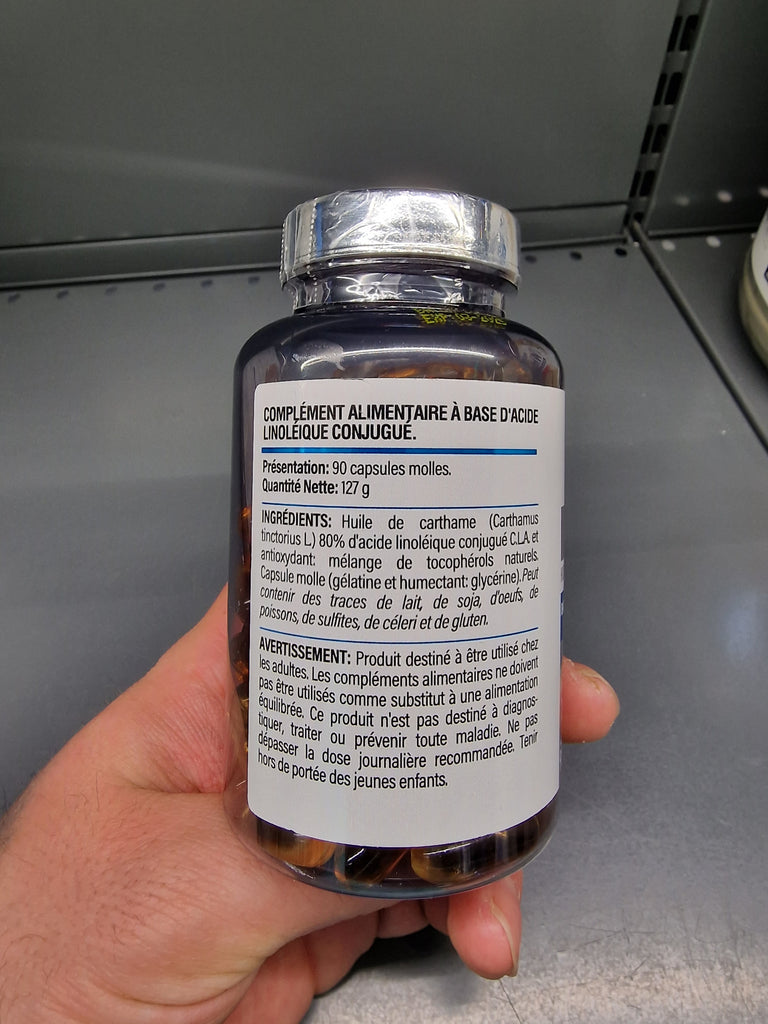 EXP
COMPLÉMENT ALIMENTAIRE À BASE D'ACIDE
LINOLÉIQUE CONJUGUÉ.
Présentation: 90 capsules molles.
Quantité Nette: 127 g
INGRÉDIENTS: Huile de carthame (Carthamus
tinctorius L.) 80% d'acide linoléique conjugué C.L.A. et
antioxydant: mélange de tocophérols naturels.
Capsule molle (gélatine et humectant: glycérine). Peut
contenir des traces de lait, de soja, d'oeufs, de
poissons, de sulfites, de céleri et de gluten.
AVERTISSEMENT: Produit destiné à être utilisé chez
les adultes. Les compléments alimentaires ne doivent
pas être utilisés comme substitut à une alimentation
équilibrée. Ce produit n'est pas destiné à diagnos-
tiquer, traiter ou prévenir toute maladie. Ne pas
dépasser la dose journalière recommandée. Tenir
hors de portée des jeunes enfants.